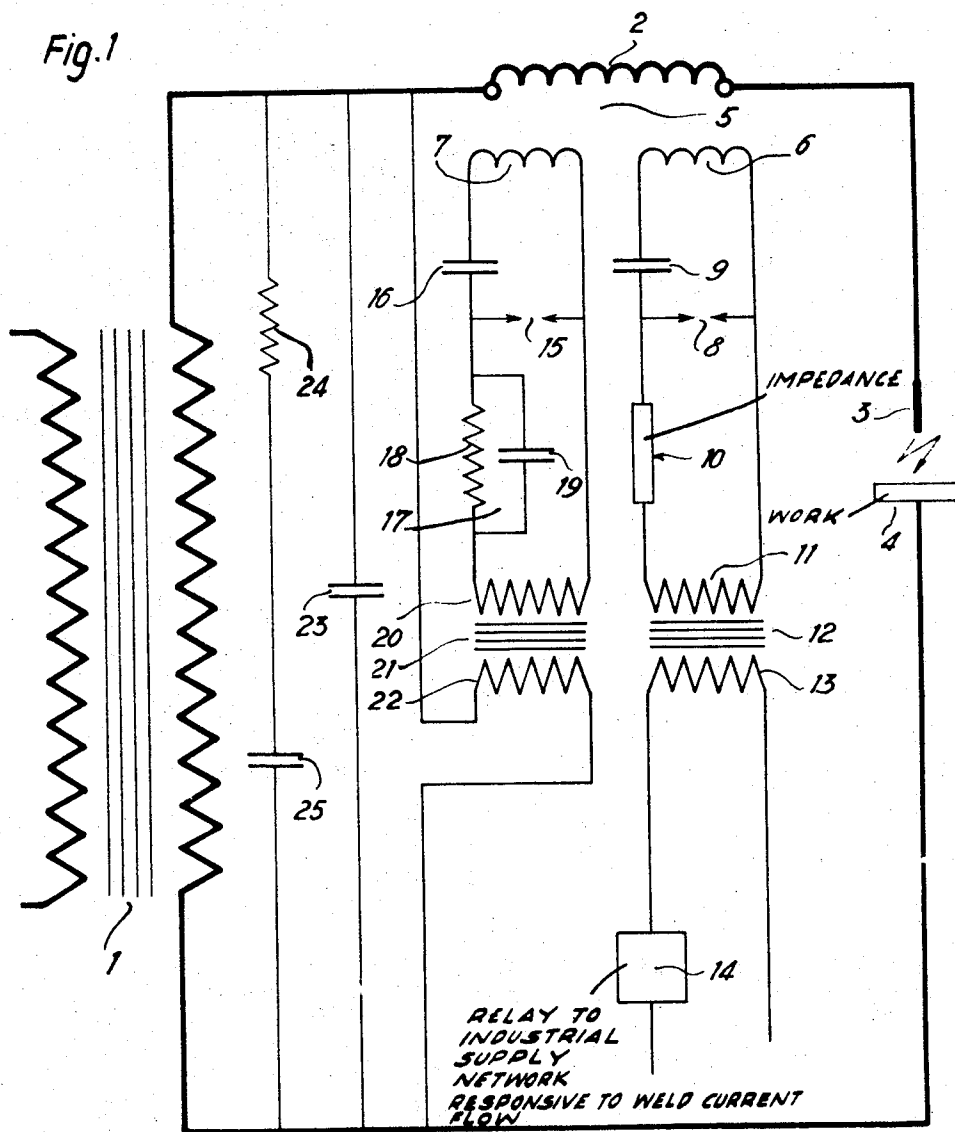 Fig.1
2
5
7
6
16
9
15
8
24
IMPEDANCE
3
18
19
10
17
WORK
4
11
23
20
21
12
22
13
25
1
14
RELAY TO
INDUSTRIAL
SUPPLY
NETWORK
RESPONSIVE TO WELD CURRENT
FLOW